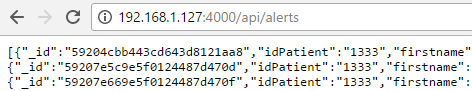 192.168.1.127:4000/api/alerts
[{"_id":"59204cbb443cd643d8121aa8","idPatient":"1333","firstname"
{"_id":"59207e5c9e5f0124487d470d","idPatient":"1333","firstname":
{"_id":"59207e669e5f0124487d470f","idPatient":"1333","firstname":